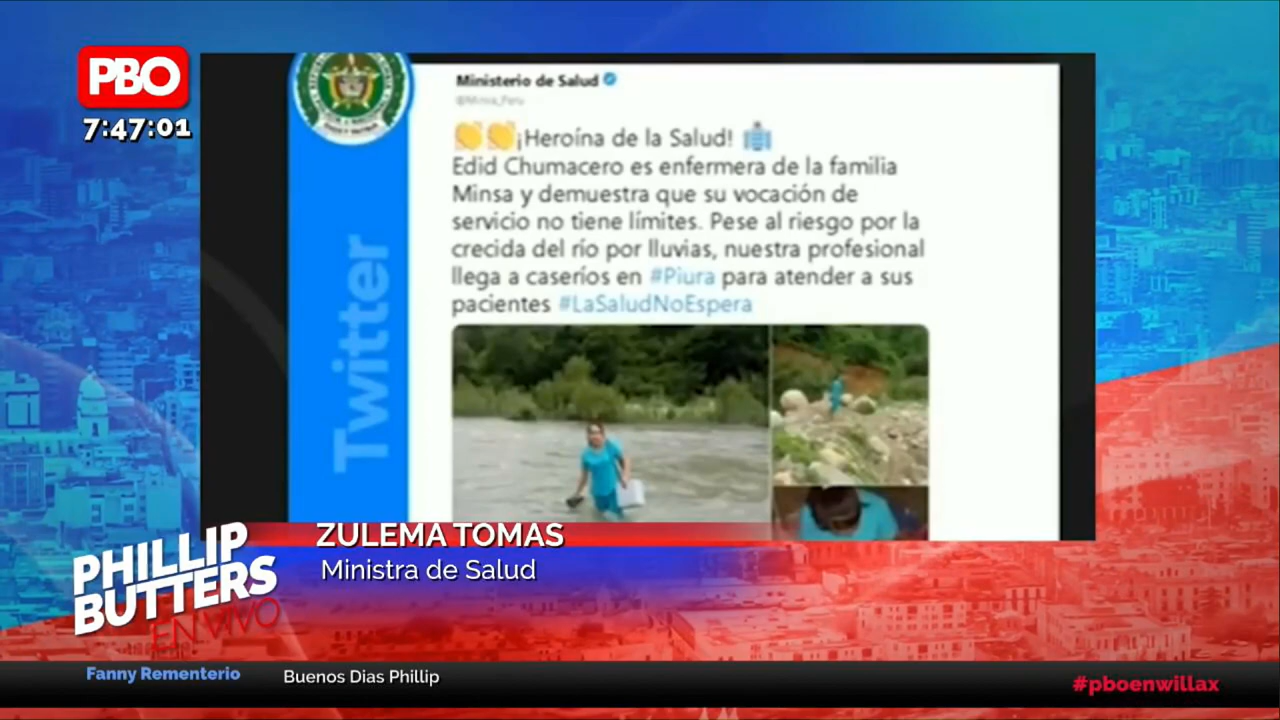 PBO
7:47:01
Ministerio de Salud
@Minsa_Peru
¡Heroína de la Salud!
Edid Chumacero es enfermera de la familia
Minsa y demuestra que su vocación de
servicio no tiene límites. Pese al riesgo por la
crecida del río por lluvias, nuestra profesional
llega a caseríos en #Piura para atender a sus
pacientes #LaSaludNoEspera
Twitter
ZULEMA TOMAS
Ministra de Salud
PHILLIP
BUTTERS
EN VIVO
Fanny Rementerio Buenos Dias Phillip
#pboenwillax